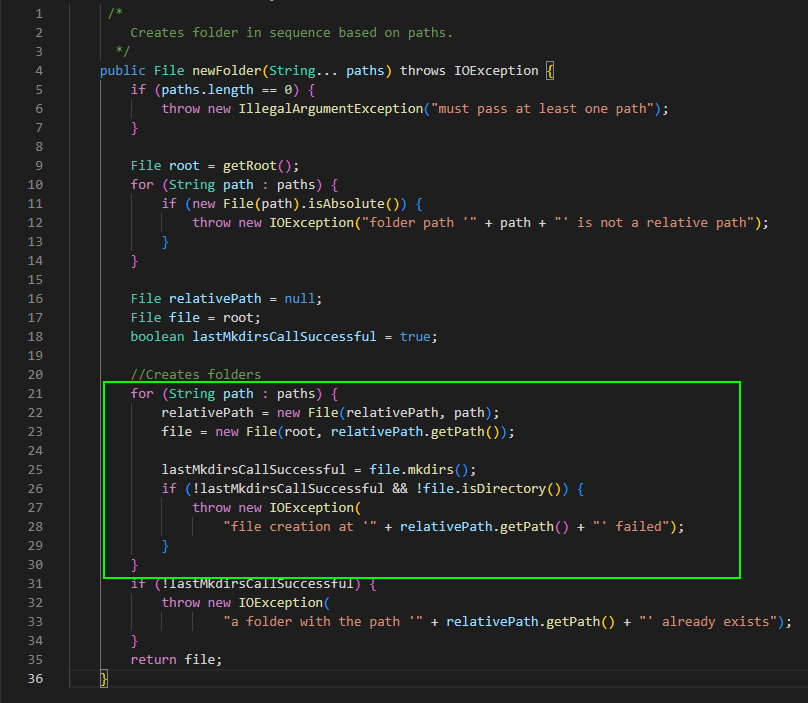 1 /*
2 Creates folder in sequence based on paths.
3 */
4 public File newFolder(String... paths) throws IOException {
5 if (paths.length == 0) {
6 throw new IllegalArgumentException("must pass at least one path");
7 }
8
9 File root = getRoot();
10 for (String path : paths) {
11 if (new File(path).isAbsolute()) {
12 throw new IOException("folder path '" + path + "' is not a relative path");
13 }
14 }
15
16 File relativePath = null;
17 File file = root;
18 boolean lastMkdirsCallSuccessful = true;
19
20 //Creates folders
21 for (String path : paths) {
22 relativePath = new File(relativePath, path);
23 file = new File(root, relativePath.getPath());
24
25 lastMkdirsCallSuccessful = file.mkdirs();
26 if (!lastMkdirsCallSuccessful && !file.isDirectory()) {
27 throw new IOException(
28 "file creation at '" + relativePath.getPath() + "' failed");
29 }
30 }
31 if (!lastMkdirsCallSuccessful) {
32 throw new IOException(
33 "a folder with the path '" + relativePath.getPath() + "' already exists");
34 }
35 return file;
36 }